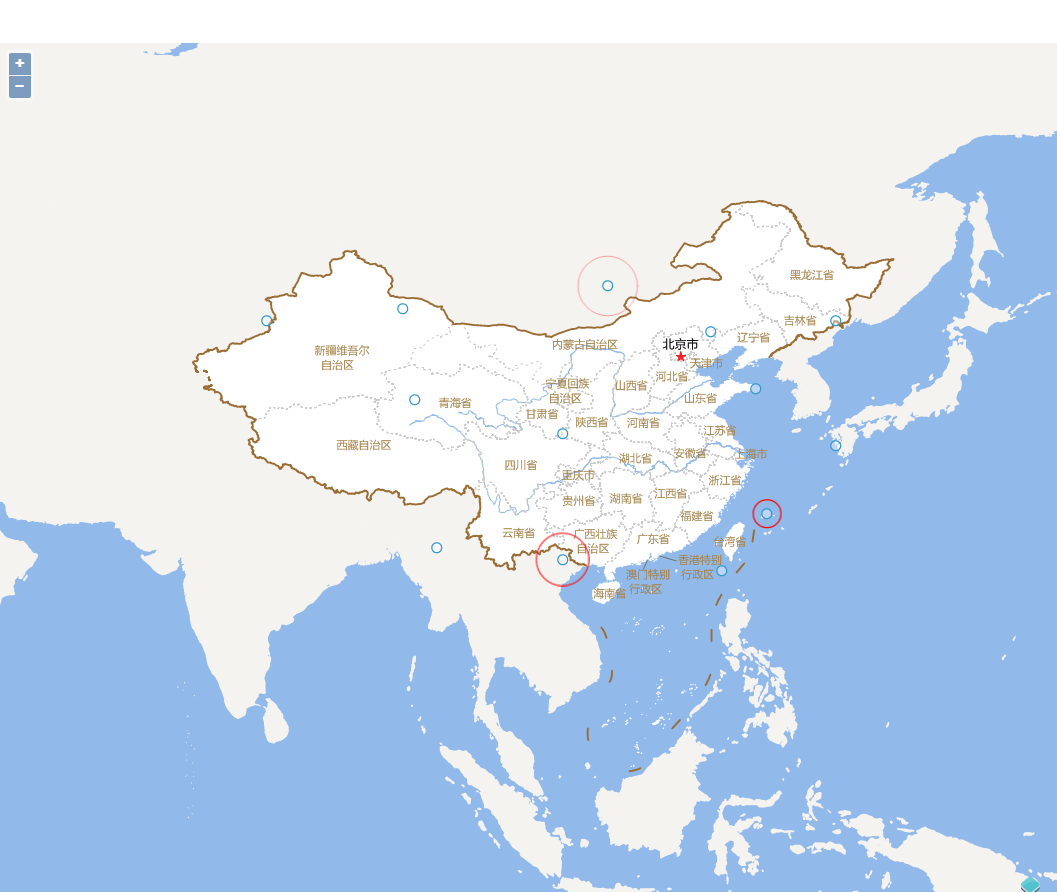 +
−
黑龙江省
吉林省
辽宁省
内蒙古自治区
北京市
天津市
新疆维吾尔
自治区
河北省
宁夏回族
自治区
山西省
山东省
青海省
甘肃省
陕西省
河南省
江苏省
西藏自治区
安徽省
上海市
湖北省
四川省
重庆市
浙江省
贵州省
湖南省
江西省
福建省
云南省
广西壮族
自治区
广东省
台湾省
香港特别
行政区
澳门特别
行政区
海南省